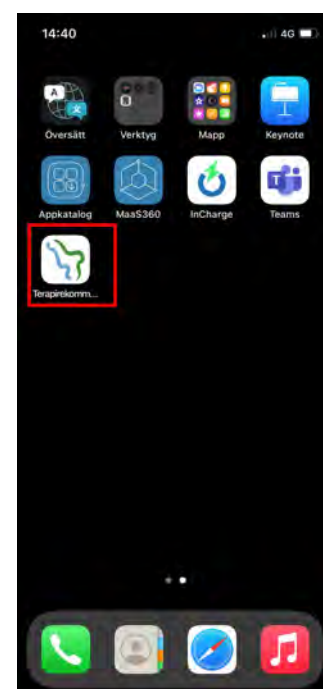 14:40 4G
Översätt Verktyg Mapp Keynote
Appkatalog MaaS360 InCharge Teams
Terapirekomm...